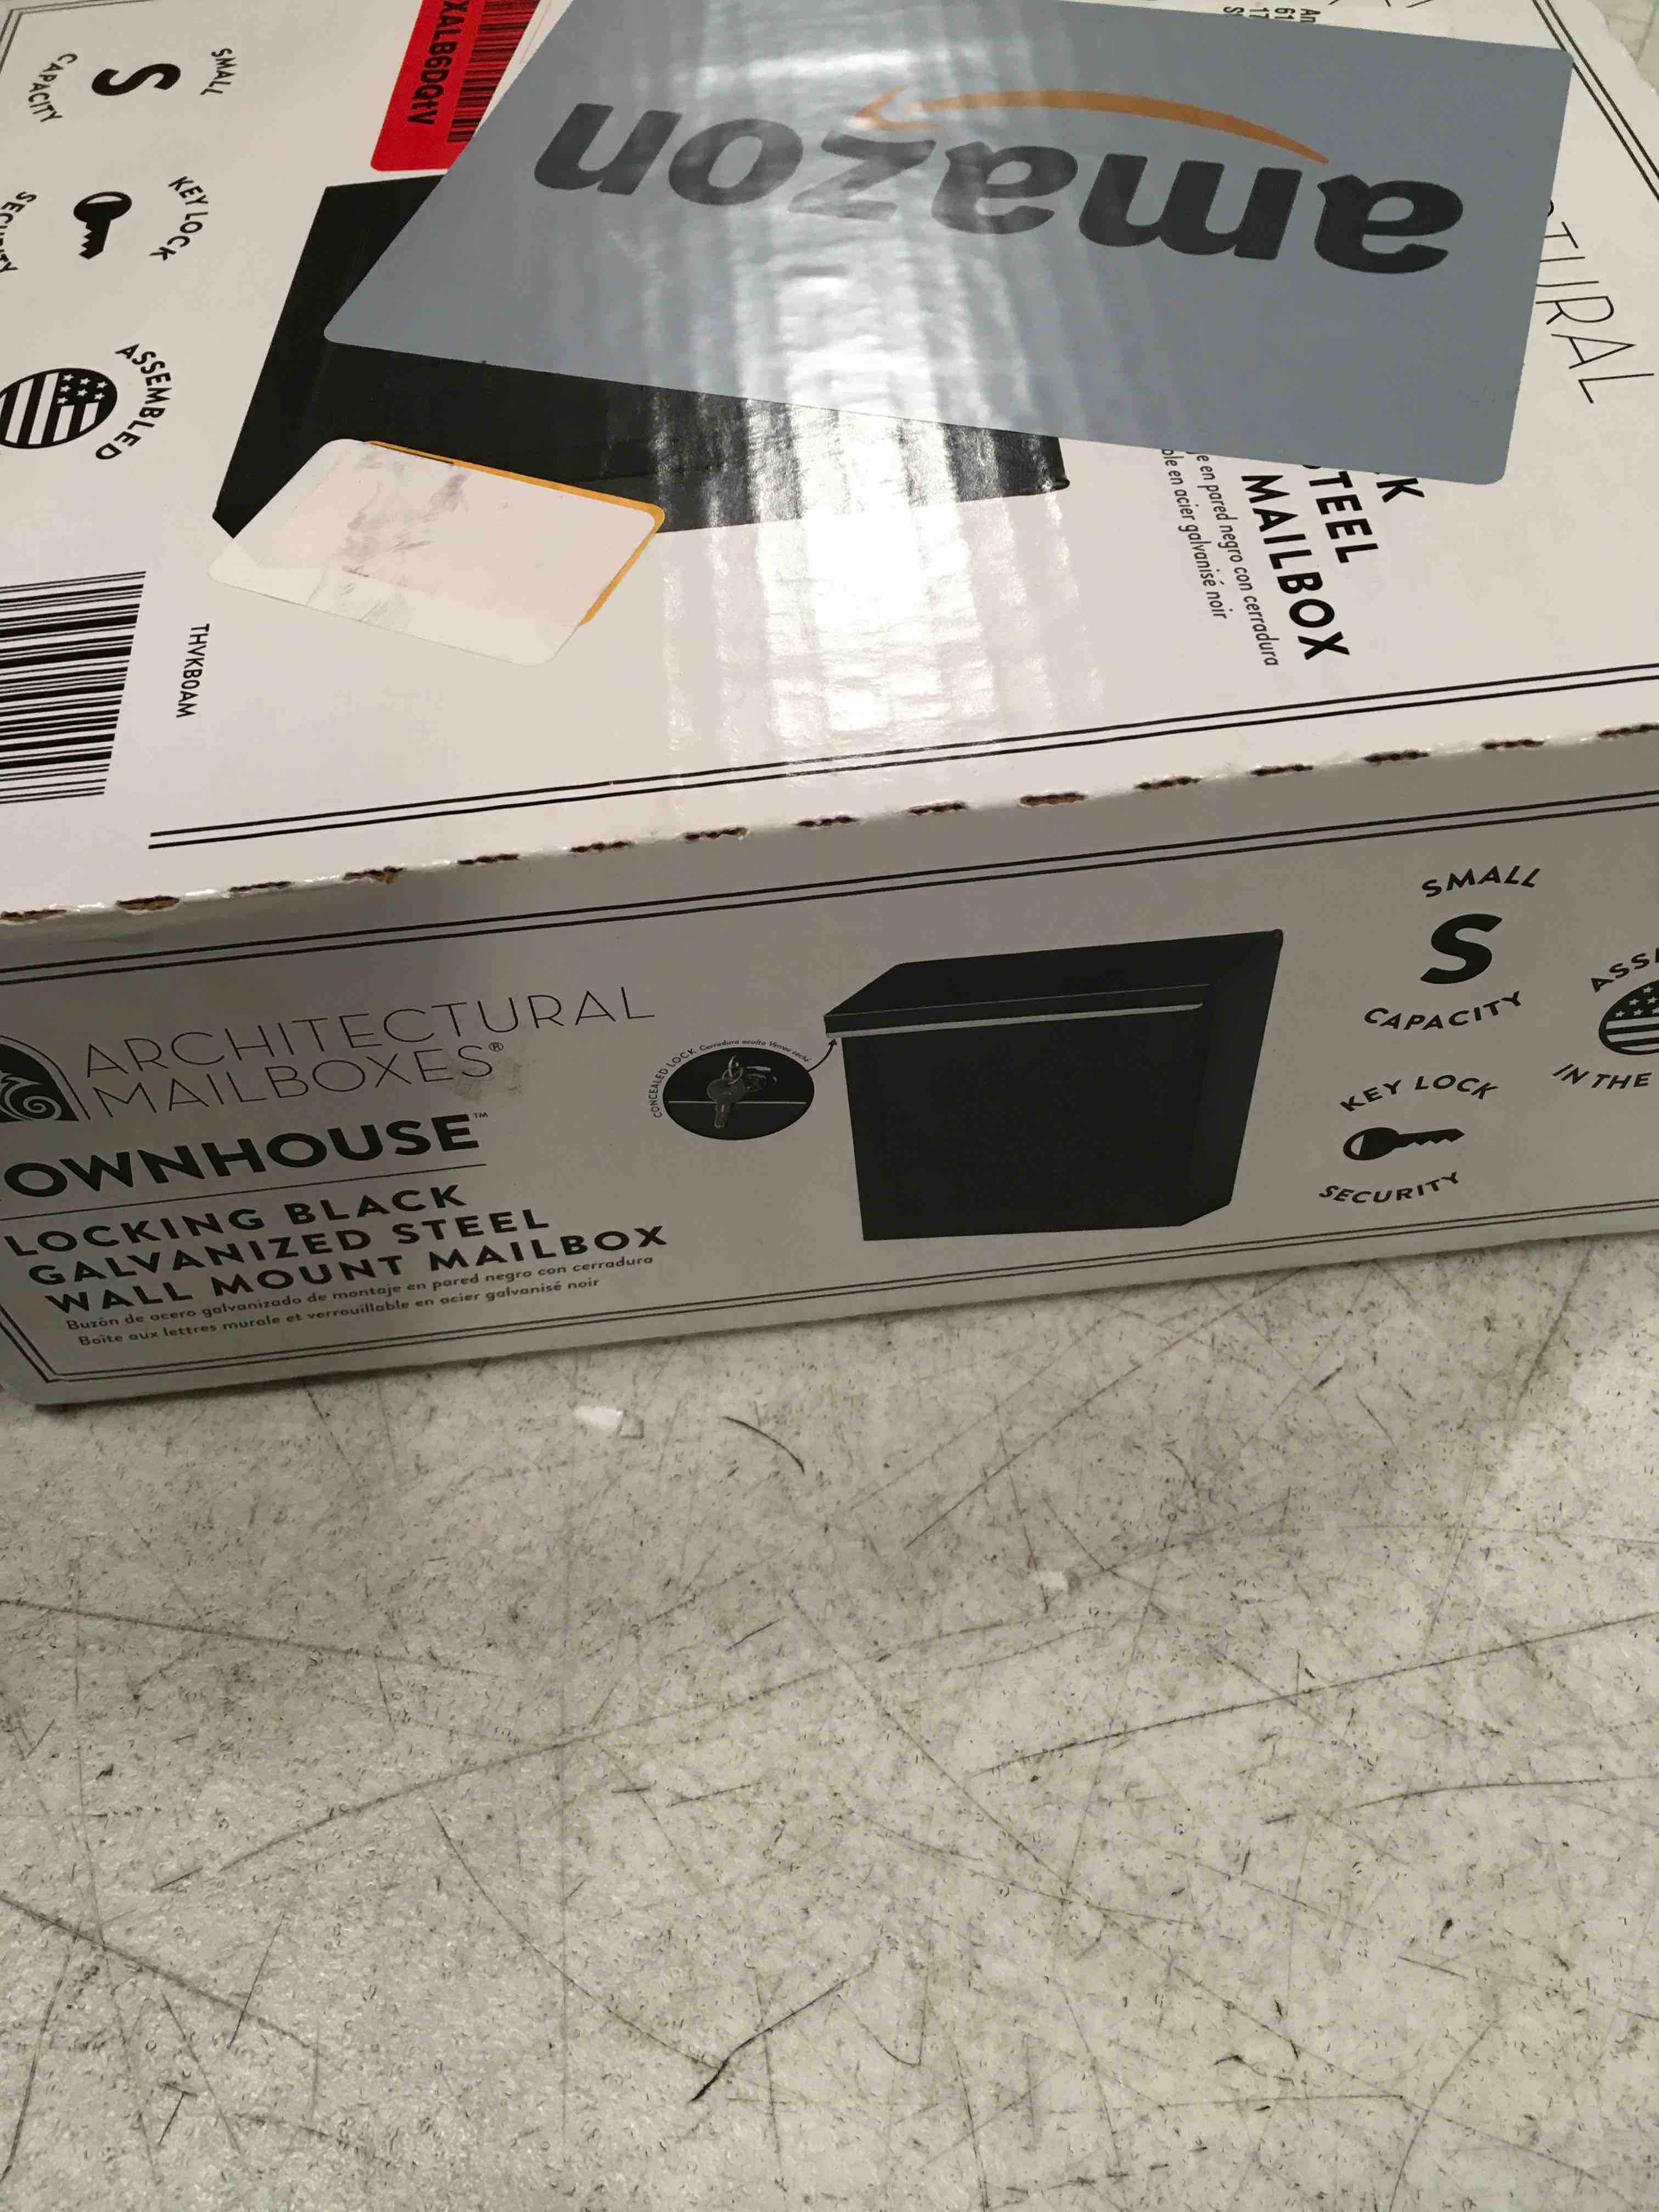 SMALL
S
CAPACITY
KEY LOCK
ASSEMBLED
XALB6DQtV
amazon
TURAL
K
TEEL
MAILBOX
e en pared negro con cerradura
ble en acier galvanisé noir
THVKB0AM
ARCHITECTURAL
MAILBOXES®
OWNHOUSE™
LOCKING BLACK
GALVANIZED STEEL
WALL MOUNT MAILBOX
Buzón de acero galvanizado de montaje en pared negro con cerradura
Boîte aux lettres murale et verrouillable en acier galvanisé noir
CONCEALED LOCK
SMALL
S
CAPACITY
KEY LOCK
SECURITY
IN THE